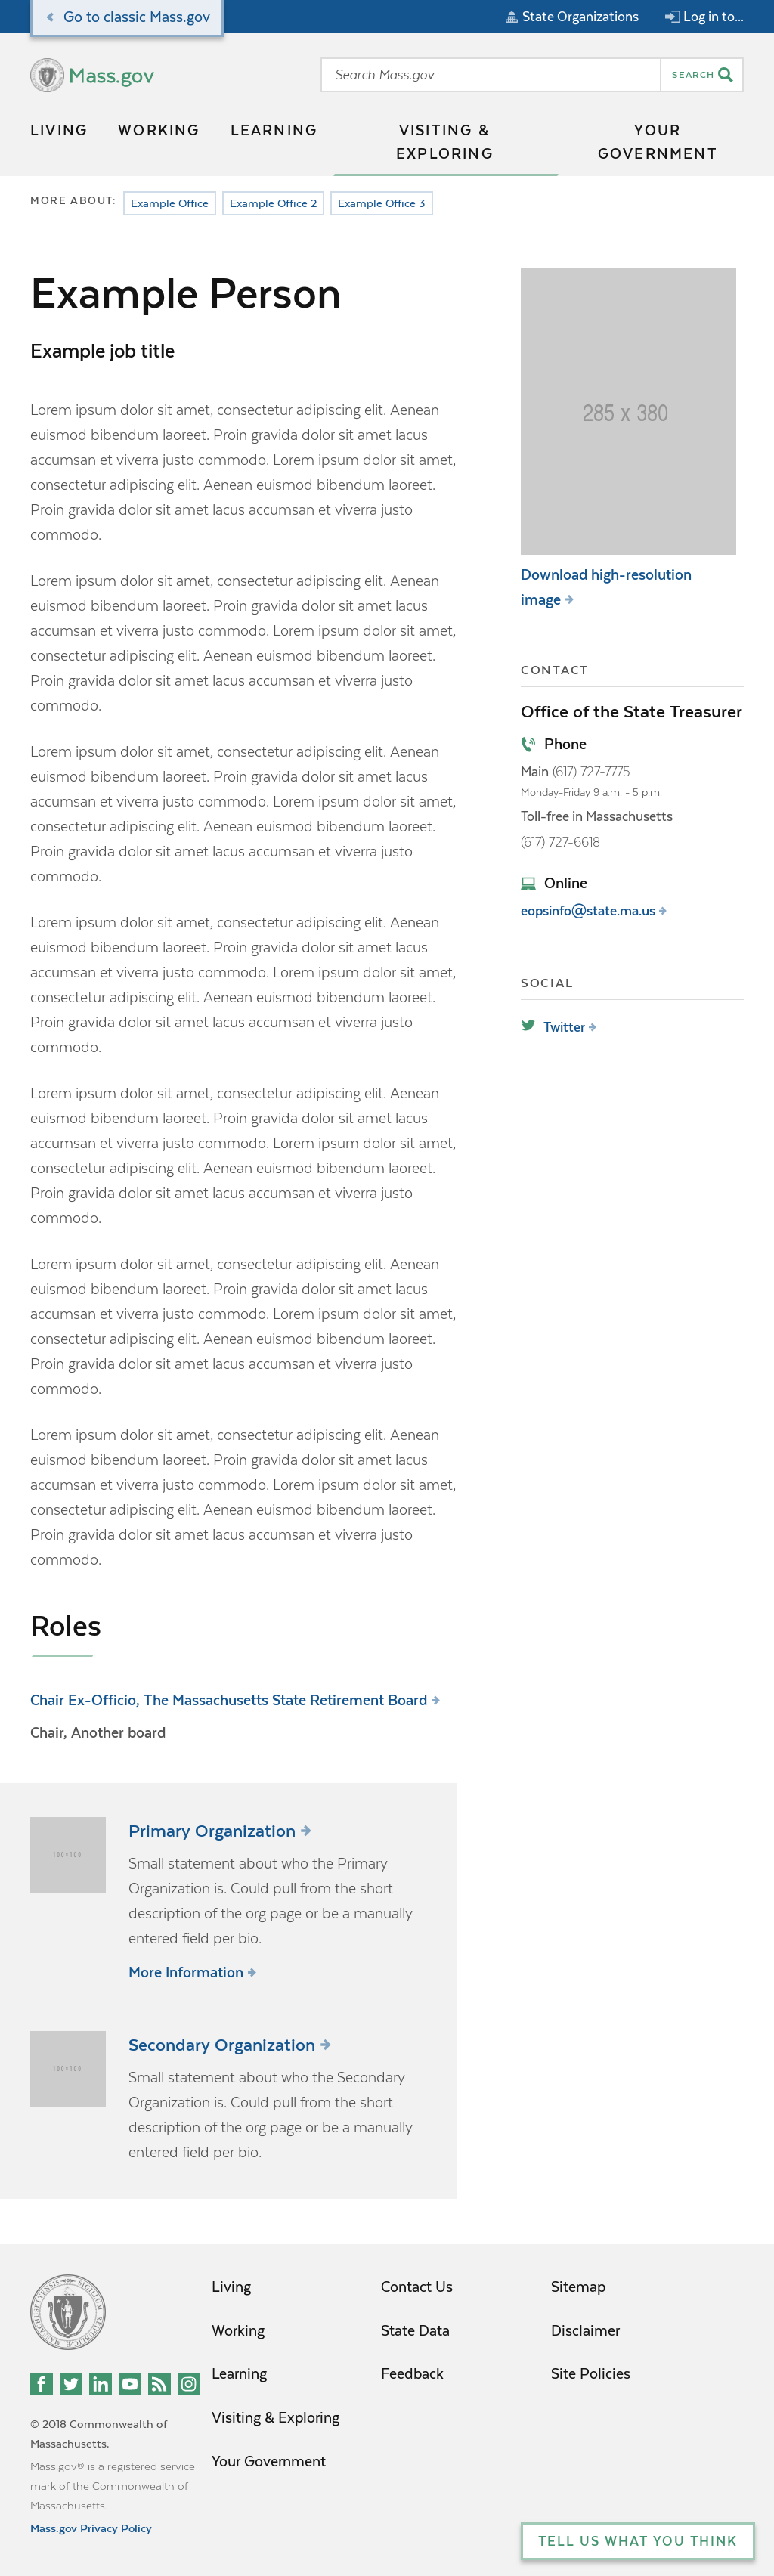 Go to classic Mass.gov
State Organizations
Log in to...
Mass.gov
Search Mass.gov
SEARCH
LIVING
WORKING
LEARNING
VISITING &
EXPLORING
YOUR
GOVERNMENT
MORE ABOUT:
Example Office
Example Office 2
Example Office 3
Example Person
Example job title
Lorem ipsum dolor sit amet, consectetur adipiscing elit. Aenean
euismod bibendum laoreet. Proin gravida dolor sit amet lacus
accumsan et viverra justo commodo. Lorem ipsum dolor sit amet,
consectetur adipiscing elit. Aenean euismod bibendum laoreet.
Proin gravida dolor sit amet lacus accumsan et viverra justo
commodo.
Lorem ipsum dolor sit amet, consectetur adipiscing elit. Aenean
euismod bibendum laoreet. Proin gravida dolor sit amet lacus
accumsan et viverra justo commodo. Lorem ipsum dolor sit amet,
consectetur adipiscing elit. Aenean euismod bibendum laoreet.
Proin gravida dolor sit amet lacus accumsan et viverra justo
commodo.
Lorem ipsum dolor sit amet, consectetur adipiscing elit. Aenean
euismod bibendum laoreet. Proin gravida dolor sit amet lacus
accumsan et viverra justo commodo. Lorem ipsum dolor sit amet,
consectetur adipiscing elit. Aenean euismod bibendum laoreet.
Proin gravida dolor sit amet lacus accumsan et viverra justo
commodo.
Lorem ipsum dolor sit amet, consectetur adipiscing elit. Aenean
euismod bibendum laoreet. Proin gravida dolor sit amet lacus
accumsan et viverra justo commodo. Lorem ipsum dolor sit amet,
consectetur adipiscing elit. Aenean euismod bibendum laoreet.
Proin gravida dolor sit amet lacus accumsan et viverra justo
commodo.
Lorem ipsum dolor sit amet, consectetur adipiscing elit. Aenean
euismod bibendum laoreet. Proin gravida dolor sit amet lacus
accumsan et viverra justo commodo. Lorem ipsum dolor sit amet,
consectetur adipiscing elit. Aenean euismod bibendum laoreet.
Proin gravida dolor sit amet lacus accumsan et viverra justo
commodo.
Lorem ipsum dolor sit amet, consectetur adipiscing elit. Aenean
euismod bibendum laoreet. Proin gravida dolor sit amet lacus
accumsan et viverra justo commodo. Lorem ipsum dolor sit amet,
consectetur adipiscing elit. Aenean euismod bibendum laoreet.
Proin gravida dolor sit amet lacus accumsan et viverra justo
commodo.
Lorem ipsum dolor sit amet, consectetur adipiscing elit. Aenean
euismod bibendum laoreet. Proin gravida dolor sit amet lacus
accumsan et viverra justo commodo. Lorem ipsum dolor sit amet,
consectetur adipiscing elit. Aenean euismod bibendum laoreet.
Proin gravida dolor sit amet lacus accumsan et viverra justo
commodo.
Roles
Chair Ex-Officio, The Massachusetts State Retirement Board
Chair, Another board
285 x 380
Download high-resolution
image
CONTACT
Office of the State Treasurer
Phone
Main (617) 727-7775
Monday-Friday 9 a.m. - 5 p.m.
Toll-free in Massachusetts
(617) 727-6618
Online
eopsinfo@state.ma.us
SOCIAL
Twitter
100×100
Primary Organization
Small statement about who the Primary
Organization is. Could pull from the short
description of the org page or be a manually
entered field per bio.
More Information
100×100
Secondary Organization
Small statement about who the Secondary
Organization is. Could pull from the short
description of the org page or be a manually
entered field per bio.
© 2018 Commonwealth of
Massachusetts.
Mass.gov® is a registered service
mark of the Commonwealth of
Massachusetts.
Mass.gov Privacy Policy
Living
Working
Learning
Visiting & Exploring
Your Government
Contact Us
State Data
Feedback
Sitemap
Disclaimer
Site Policies
TELL US WHAT YOU THINK